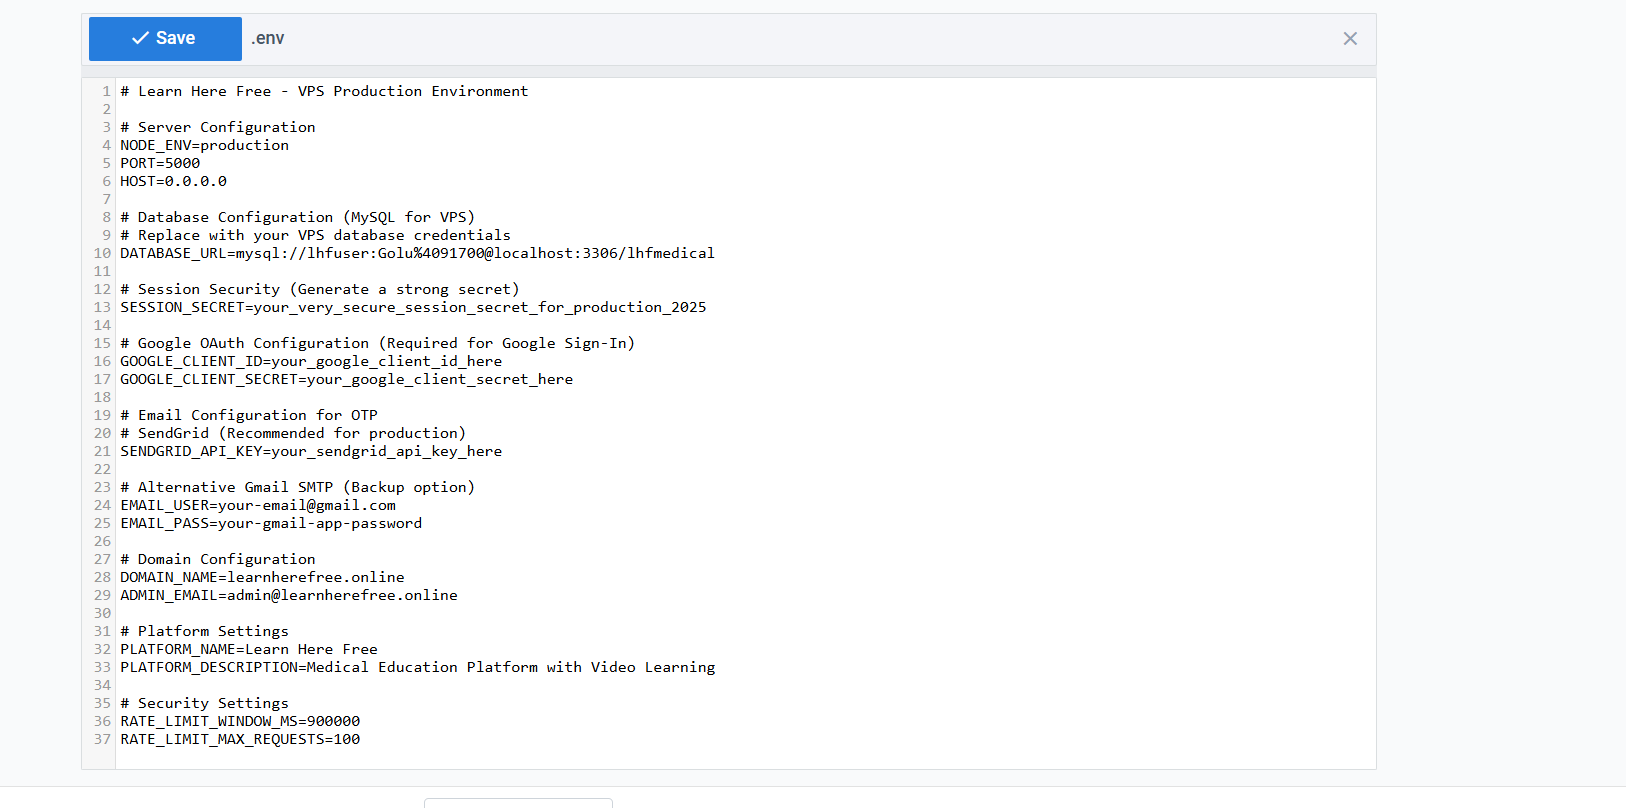 Save .env
1 # Learn Here Free - VPS Production Environment
2
3 # Server Configuration
4 NODE_ENV=production
5 PORT=5000
6 HOST=0.0.0.0
7
8 # Database Configuration (MySQL for VPS)
9 # Replace with your VPS database credentials
10 DATABASE_URL=mysql://lhfuser:Golu%4091700@localhost:3306/lhfmedical
11
12 # Session Security (Generate a strong secret)
13 SESSION_SECRET=your_very_secure_session_secret_for_production_2025
14
15 # Google OAuth Configuration (Required for Google Sign-In)
16 GOOGLE_CLIENT_ID=your_google_client_id_here
17 GOOGLE_CLIENT_SECRET=your_google_client_secret_here
18
19 # Email Configuration for OTP
20 # SendGrid (Recommended for production)
21 SENDGRID_API_KEY=your_sendgrid_api_key_here
22
23 # Alternative Gmail SMTP (Backup option)
24 EMAIL_USER=your-email@gmail.com
25 EMAIL_PASS=your-gmail-app-password
26
27 # Domain Configuration
28 DOMAIN_NAME=learnherefree.online
29 ADMIN_EMAIL=admin@learnherefree.online
30
31 # Platform Settings
32 PLATFORM_NAME=Learn Here Free
33 PLATFORM_DESCRIPTION=Medical Education Platform with Video Learning
34
35 # Security Settings
36 RATE_LIMIT_WINDOW_MS=900000
37 RATE_LIMIT_MAX_REQUESTS=100